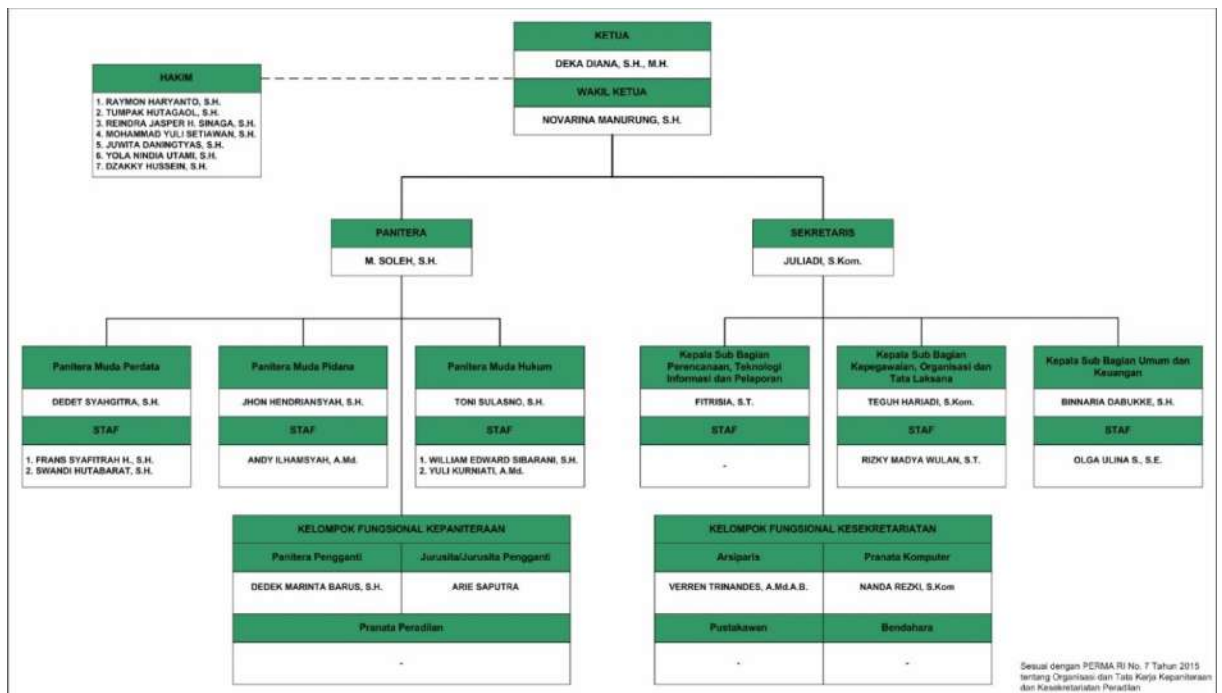 KETUA
DEKA DIANA, S.H., M.H.
WAKIL KETUA
NOVARINA MANURUNG, S.H.
HAKIM
1. RAYMON HARYANTO, S.H.
2. TUMPAK HUTAGAOL, S.H.
3. REINDRA JASPER H. SINAGA, S.H.
4. MOHAMMAD YULI SETIAWAN, S.H.
5. JUWITA DANINGTYAS, S.H.
6. YOLA NINDIA UTAMI, S.H.
7. DZAKKY HUSSEIN, S.H.
PANITERA
M. SOLEH, S.H.
SEKRETARIS
JULIADI, S.Kom.
Panitera Muda Perdata
DEDET SYAHGITRA, S.H.
STAF
1. FRANS SYAFITRAH H., S.H.
2. SWANDI HUTABARAT, S.H.
Panitera Muda Pidana
JHON HENDRIANSYAH, S.H.
STAF
ANDY ILHAMSYAH, A.Md.
Panitera Muda Hukum
TONI SULASNO, S.H.
STAF
1. WILLIAM EDWARD SIBARANI, S.H.
2. YULI KURNIATI, A.Md.
Kepala Sub Bagian
Perencanaan, Teknologi
Informasi dan Pelaporan
FITRISIA, S.T.
STAF
-
Kepala Sub Bagian
Kepegawaian, Organisasi dan
Tata Laksana
TEGUH HARIADI, S.Kom.
STAF
RIZKY MADYA WULAN, S.T.
Kepala Sub Bagian Umum dan
Keuangan
BINNARIA DABUKKE, S.H.
STAF
OLGA ULINA S., S.E.
KELOMPOK FUNGSIONAL KEPANITERAAN
Panitera Pengganti
DEDEK MARINTA BARUS, S.H.
Jurusita/Jurusita Pengganti
ARIE SAPUTRA
Pranata Peradilan
-
KELOMPOK FUNGSIONAL KESEKRETARIATAN
Arsiparis
VERREN TRINANDES, A.Md.A.B.
Pranata Komputer
NANDA REZKI, S.Kom
Pustakawan
-
Bendahara
-
Sesuai dengan PERMA RI No. 7 Tahun 2015
tentang Organisasi dan Tata Kerja Kepaniteraan
dan Kesekretariatan Peradilan